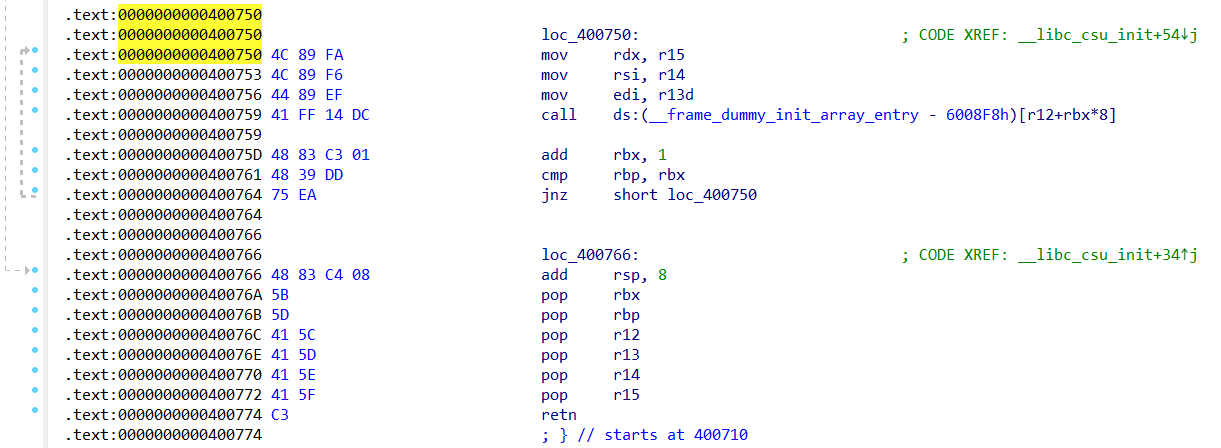 .text:0000000000400750
.text:0000000000400750 loc_400750: ; CODE XREF: __libc_csu_init+54↓j
.text:0000000000400750 4C 89 FA mov rdx, r15
.text:0000000000400753 4C 89 F6 mov rsi, r14
.text:0000000000400756 44 89 EF mov edi, r13d
.text:0000000000400759 41 FF 14 DC call ds:(__frame_dummy_init_array_entry - 6008F8h)[r12+rbx*8]
.text:0000000000400759
.text:000000000040075D 48 83 C3 01 add rbx, 1
.text:0000000000400761 48 39 DD cmp rbp, rbx
.text:0000000000400764 75 EA jnz short loc_400750
.text:0000000000400764
.text:0000000000400766
.text:0000000000400766 loc_400766: ; CODE XREF: __libc_csu_init+34↑j
.text:0000000000400766 48 83 C4 08 add rsp, 8
.text:000000000040076A 5B pop rbx
.text:000000000040076B 5D pop rbp
.text:000000000040076C 41 5C pop r12
.text:000000000040076E 41 5D pop r13
.text:0000000000400770 41 5E pop r14
.text:0000000000400772 41 5F pop r15
.text:0000000000400774 C3 retn
.text:0000000000400774 ; } // starts at 400710